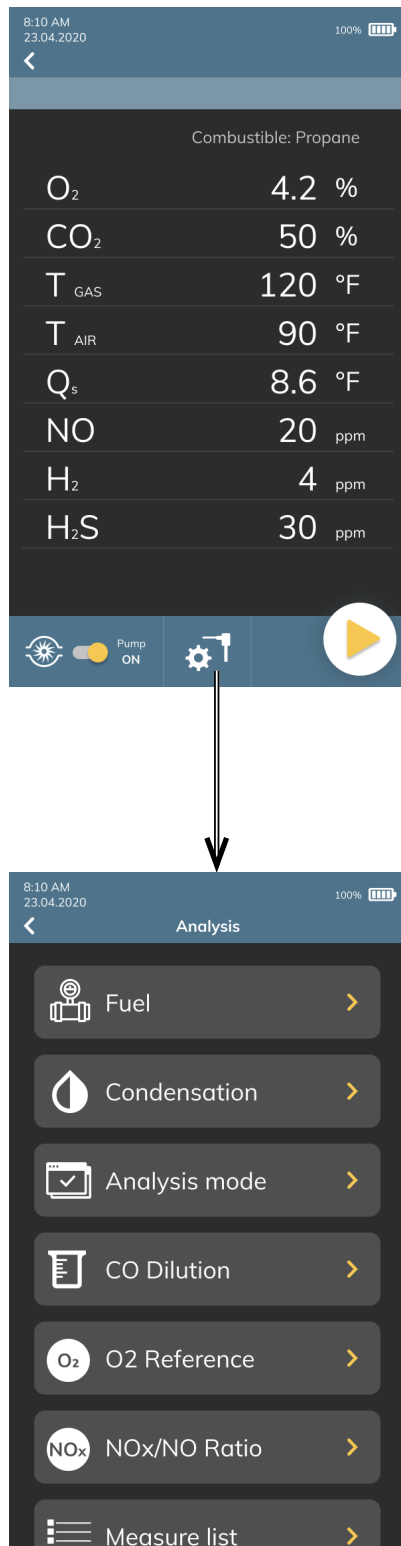 8:10 AM
100%
23.04.2020
Combustible: Propane
O₂ 4.2 %
CO₂ 50 %
T GAS 120 °F
T AIR 90 °F
Qₛ 8.6 °F
NO 20 ppm
H₂ 4 ppm
H₂S 30 ppm
Pump
ON
8:10 AM
100%
23.04.2020
Analysis
Fuel
Condensation
Analysis mode
CO Dilution
O₂ O2 Reference
NOx NOx/NO Ratio
Measure list